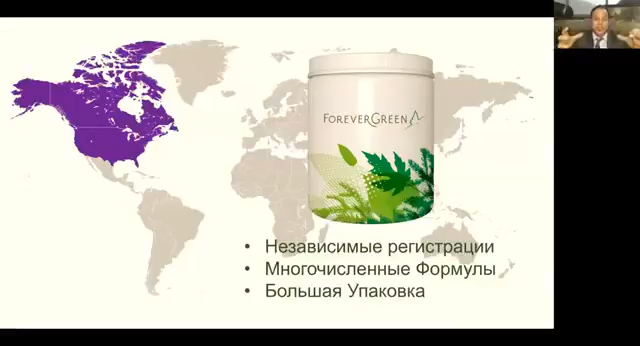 FOREVERGREEN
• Независимые регистрации
• Многочисленные Формулы
• Большая Упаковка